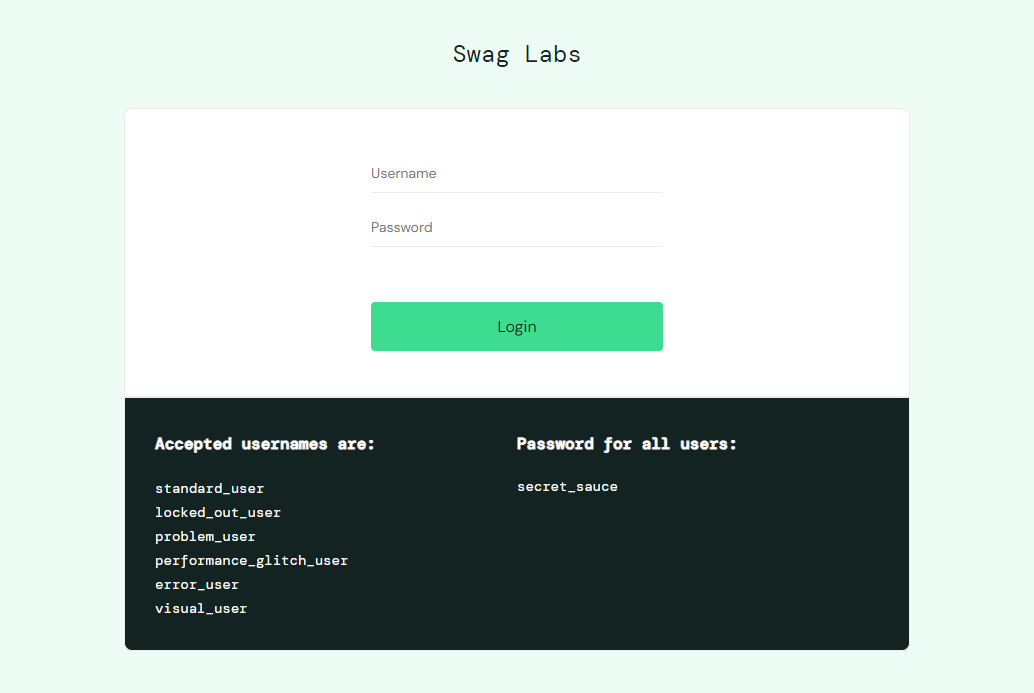 Swag Labs
Username
Password
Login
Accepted usernames are:
standard_user
locked_out_user
problem_user
performance_glitch_user
error_user
visual_user
Password for all users:
secret_sauce